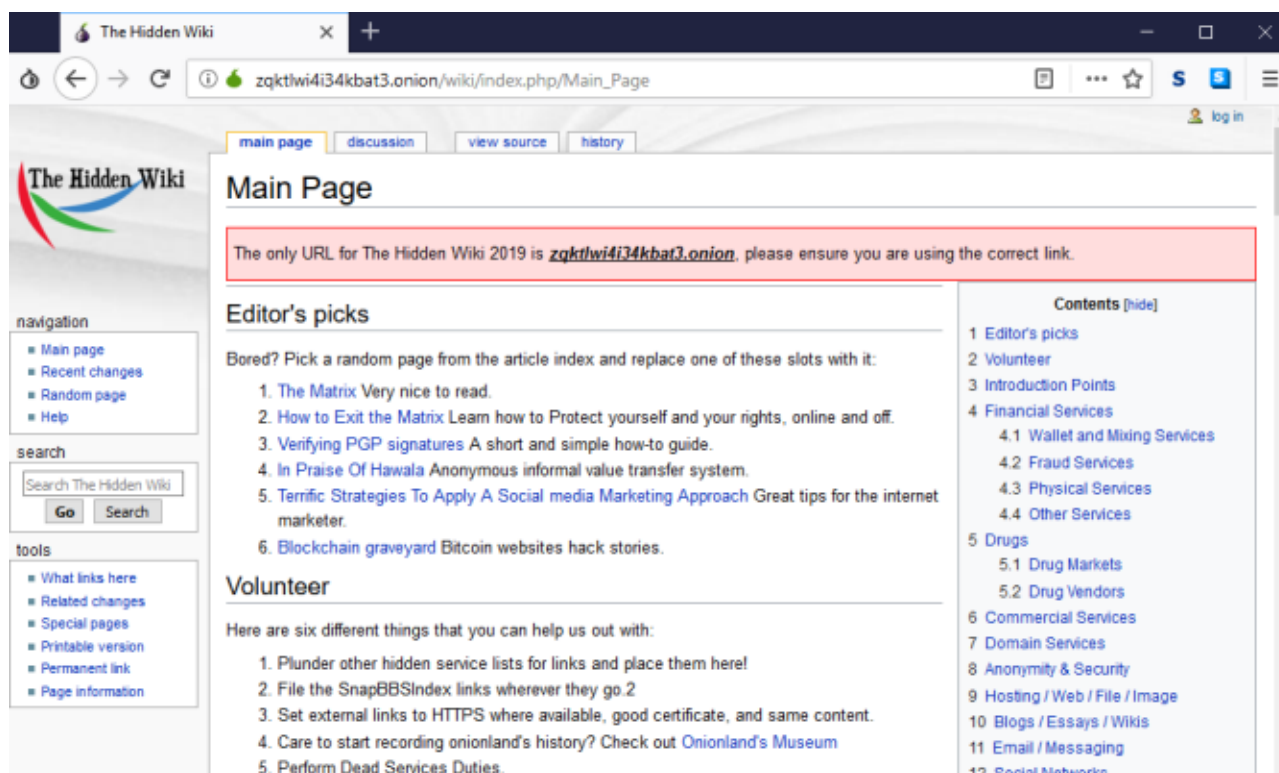 The Hidden Wiki
zqktlwi4i34kbat3.onion/wiki/index.php/Main_Page
log in
main page discussion view source history
The Hidden Wiki
Main Page
The only URL for The Hidden Wiki 2019 is zqktlwi4i34kbat3.onion, please ensure you are using the correct link.
navigation
Main page
Recent changes
Random page
Help
search
Search The Hidden Wiki
Go Search
tools
What links here
Related changes
Special pages
Printable version
Permanent link
Page information
Editor's picks
Bored? Pick a random page from the article index and replace one of these slots with it:
1. The Matrix Very nice to read.
2. How to Exit the Matrix Learn how to Protect yourself and your rights, online and off.
3. Verifying PGP signatures A short and simple how-to guide.
4. In Praise Of Hawala Anonymous informal value transfer system.
5. Terrific Strategies To Apply A Social media Marketing Approach Great tips for the internet
marketer.
6. Blockchain graveyard Bitcoin websites hack stories.
Volunteer
Here are six different things that you can help us out with:
1. Plunder other hidden service lists for links and place them here!
2. File the SnapBBSIndex links wherever they go.2
3. Set external links to HTTPS where available, good certificate, and same content.
4. Care to start recording onionland's history? Check out Onionland's Museum
5. Perform Dead Services Duties.
Contents [hide]
1 Editor's picks
2 Volunteer
3 Introduction Points
4 Financial Services
4.1 Wallet and Mixing Services
4.2 Fraud Services
4.3 Physical Services
4.4 Other Services
5 Drugs
5.1 Drug Markets
5.2 Drug Vendors
6 Commercial Services
7 Domain Services
8 Anonymity & Security
9 Hosting / Web / File / Image
10 Blogs / Essays / Wikis
11 Email / Messaging
12 Social Networks